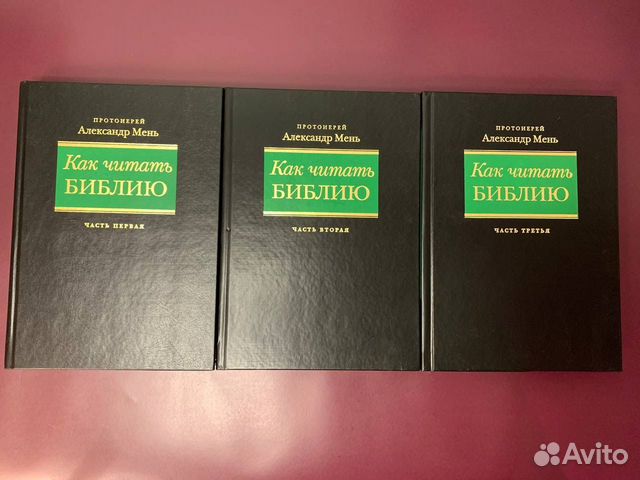 ПРОТОИЕРЕЙ
Александр Мень
Как читать
БИБЛИЮ
ЧАСТЬ ПЕРВАЯ
ПРОТОИЕРЕЙ
Александр Мень
Как читать
БИБЛИЮ
ЧАСТЬ ВТОРАЯ
ПРОТОИЕРЕЙ
Александр Мень
Как читать
БИБЛИЮ
ЧАСТЬ ТРЕТЬЯ
Avito